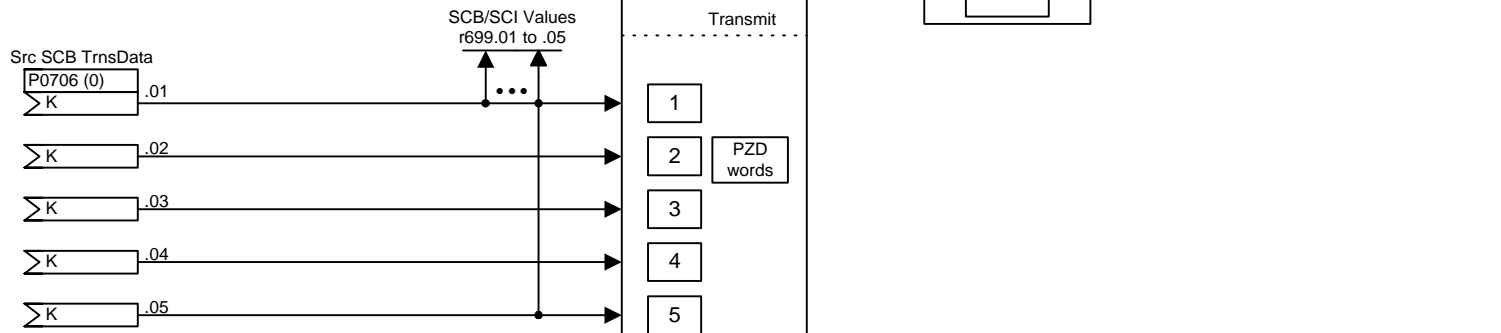 SCB/SCI Values
r699.01 to .05
Transmit
Src SCB TrnsData
P0706 (0)
K .01
...
1
K .02
2
PZD
words
K .03
3
K .04
4
K .05
5